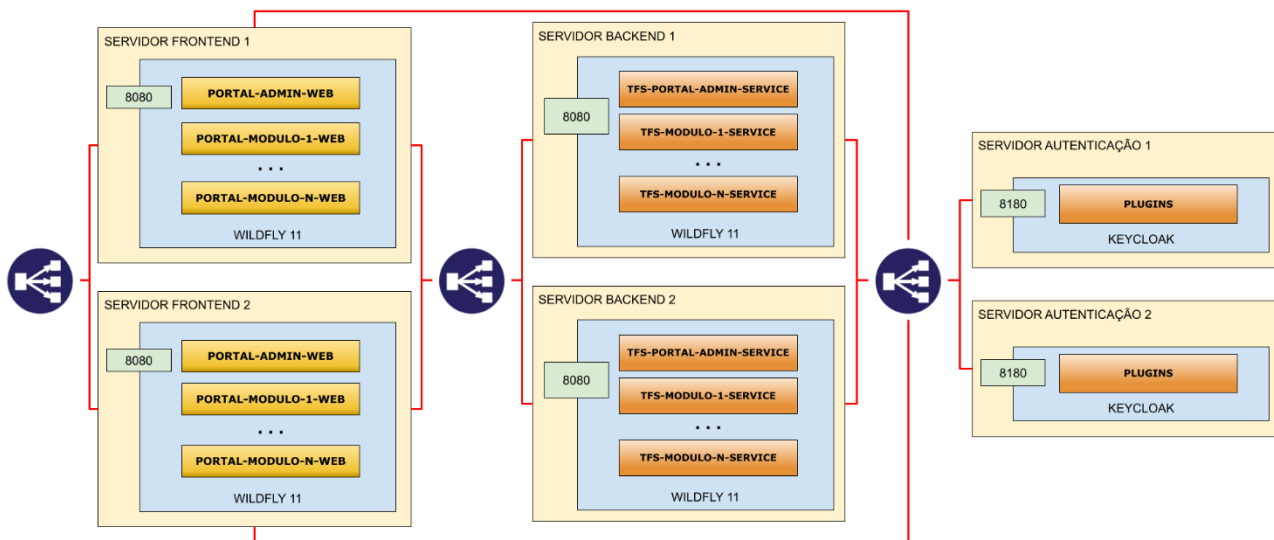 SERVIDOR FRONTEND 1
8080
PORTAL-ADMIN-WEB
PORTAL-MODULO-1-WEB
...
PORTAL-MODULO-N-WEB
WILDFLY 11
SERVIDOR FRONTEND 2
8080
PORTAL-ADMIN-WEB
PORTAL-MODULO-1-WEB
...
PORTAL-MODULO-N-WEB
WILDFLY 11
SERVIDOR BACKEND 1
8080
TFS-PORTAL-ADMIN-SERVICE
TFS-MODULO-1-SERVICE
...
TFS-MODULO-N-SERVICE
WILDFLY 11
SERVIDOR BACKEND 2
8080
TFS-PORTAL-ADMIN-SERVICE
TFS-MODULO-1-SERVICE
...
TFS-MODULO-N-SERVICE
WILDFLY 11
SERVIDOR AUTENTICAÇÃO 1
8180
PLUGINS
KEYCLOAK
SERVIDOR AUTENTICAÇÃO 2
8180
PLUGINS
KEYCLOAK